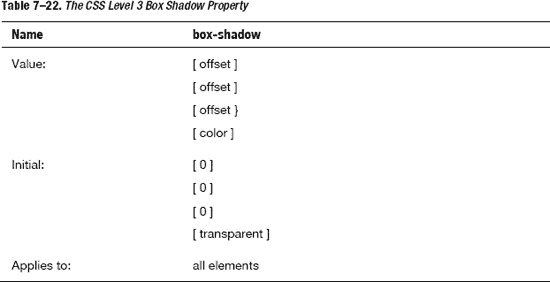 Table 7–22. The CSS Level 3 Box Shadow Property
Name box-shadow
Value: [ offset ]
[ offset ]
[ offset }
[ color ]
Initial: [ 0 ]
[ 0 ]
[ 0 ]
[ transparent ]
Applies to: all elements